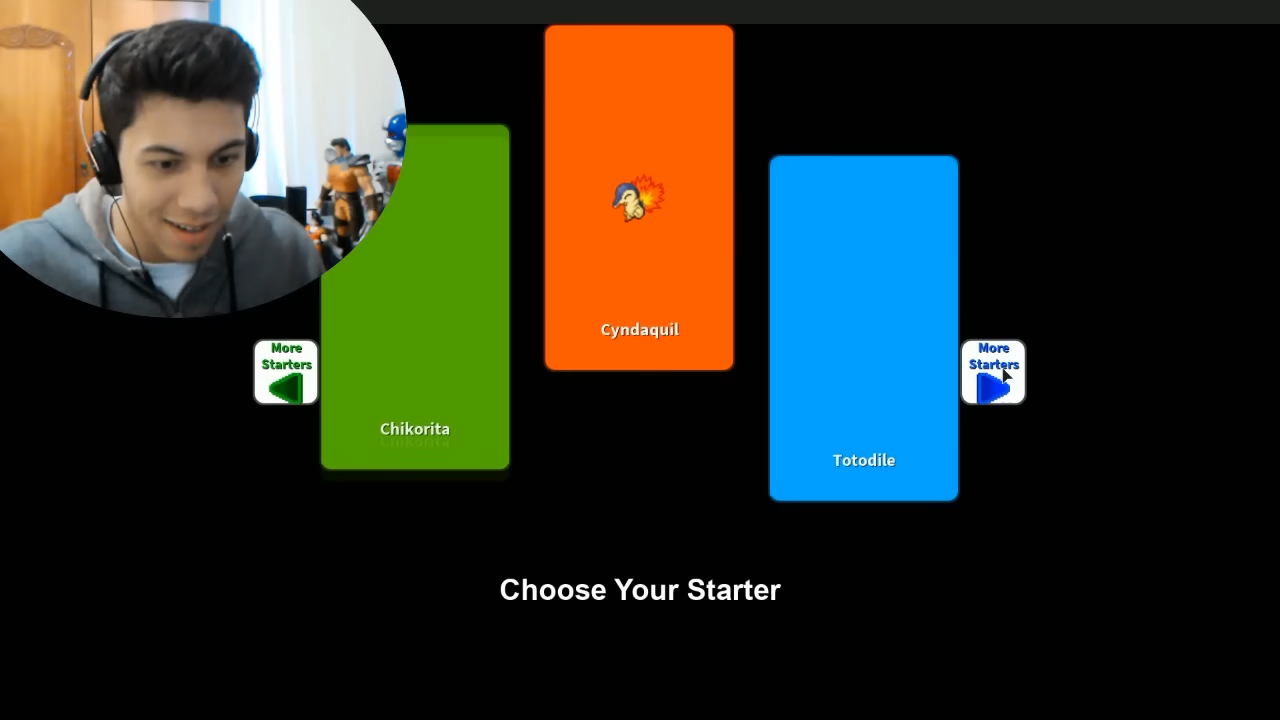 Cyndaquil
More
Starters
Chikorita
Totodile
More
Starters
Choose Your Starter